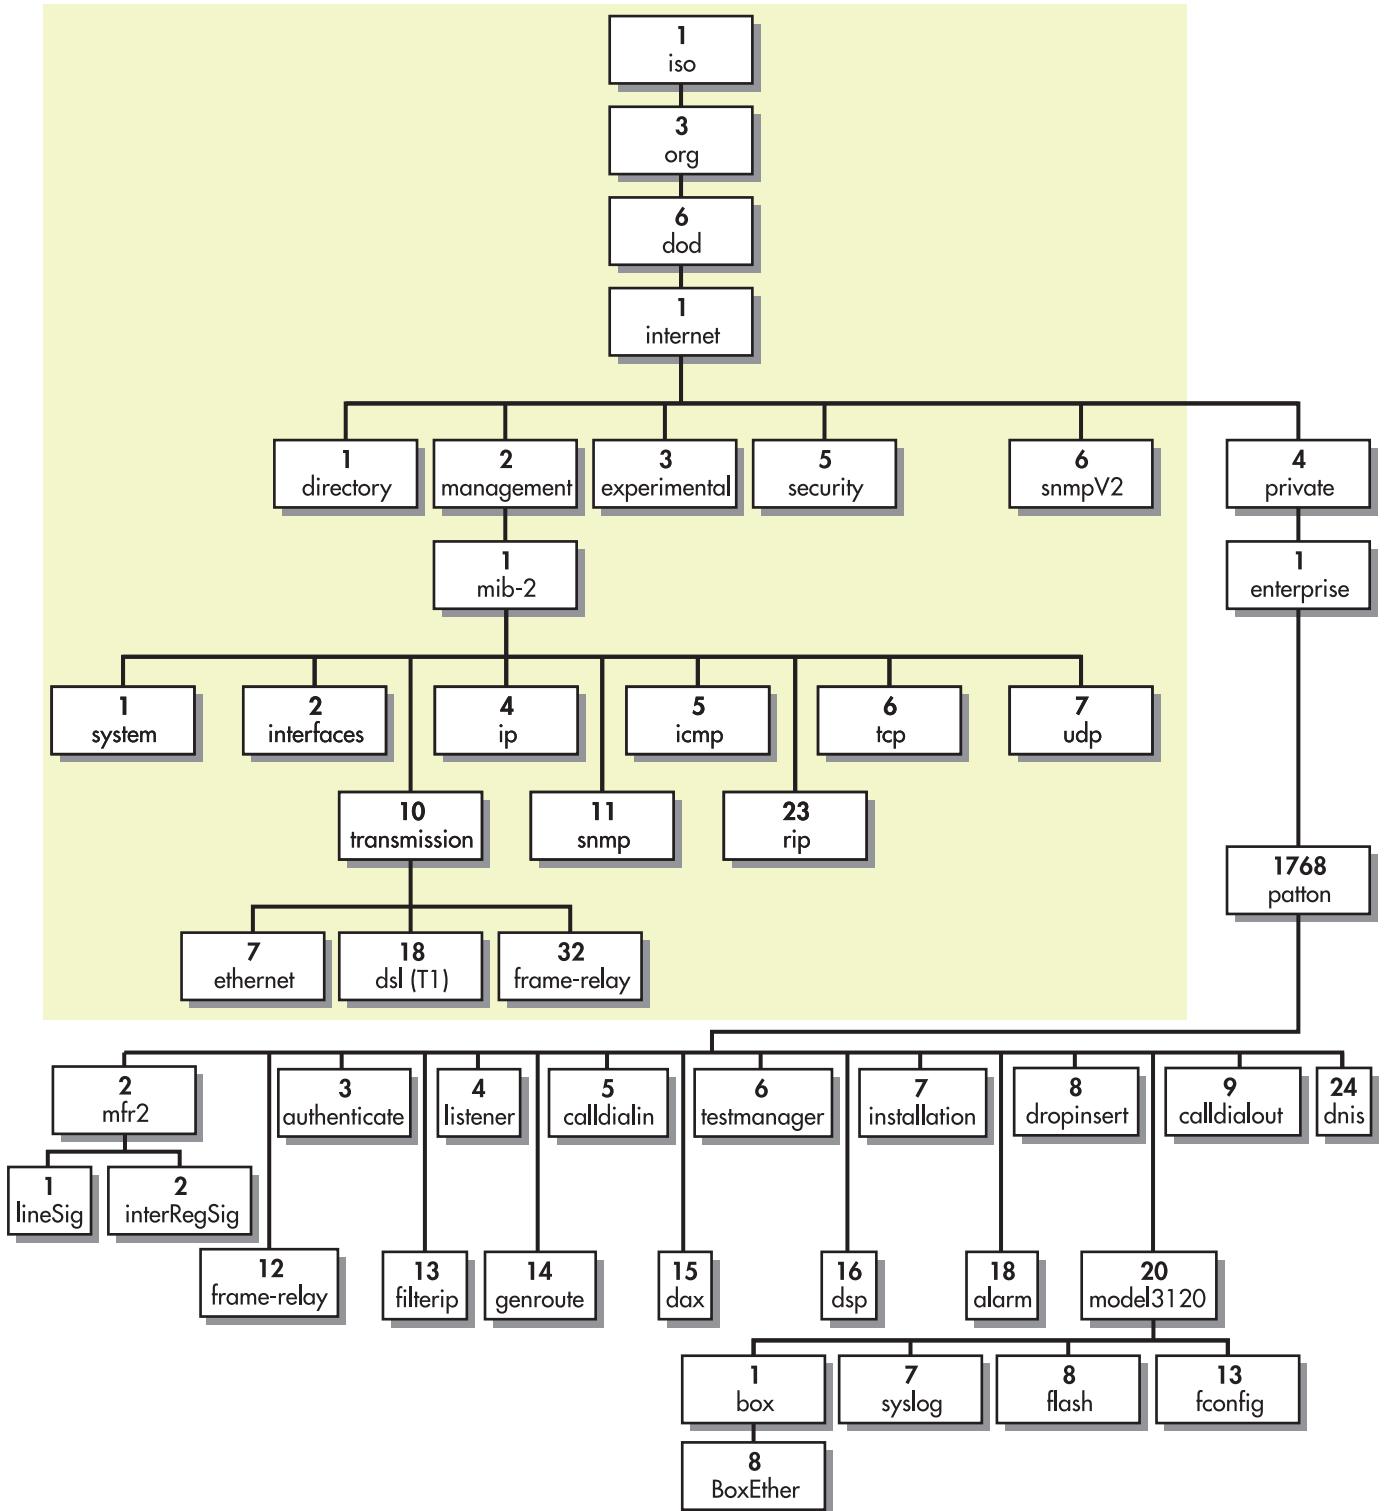 1
iso
3
org
6
dod
1
internet
1
directory
2
management
3
experimental
5
security
6
snmpV2
4
private
1
mib-2
1
enterprise
1
system
2
interfaces
4
ip
5
icmp
6
tcp
7
udp
10
transmission
11
snmp
23
rip
1768
patton
7
ethernet
18
dsl (T1)
32
frame-relay
2
mfr2
3
authenticate
4
listener
5
calldialin
6
testmanager
7
installation
8
dropinsert
9
calldialout
24
dnis
1
lineSig
2
interRegSig
12
frame-relay
13
filterip
14
genroute
15
dax
16
dsp
18
alarm
20
model3120
1
box
7
syslog
8
flash
13
fconfig
8
BoxEther